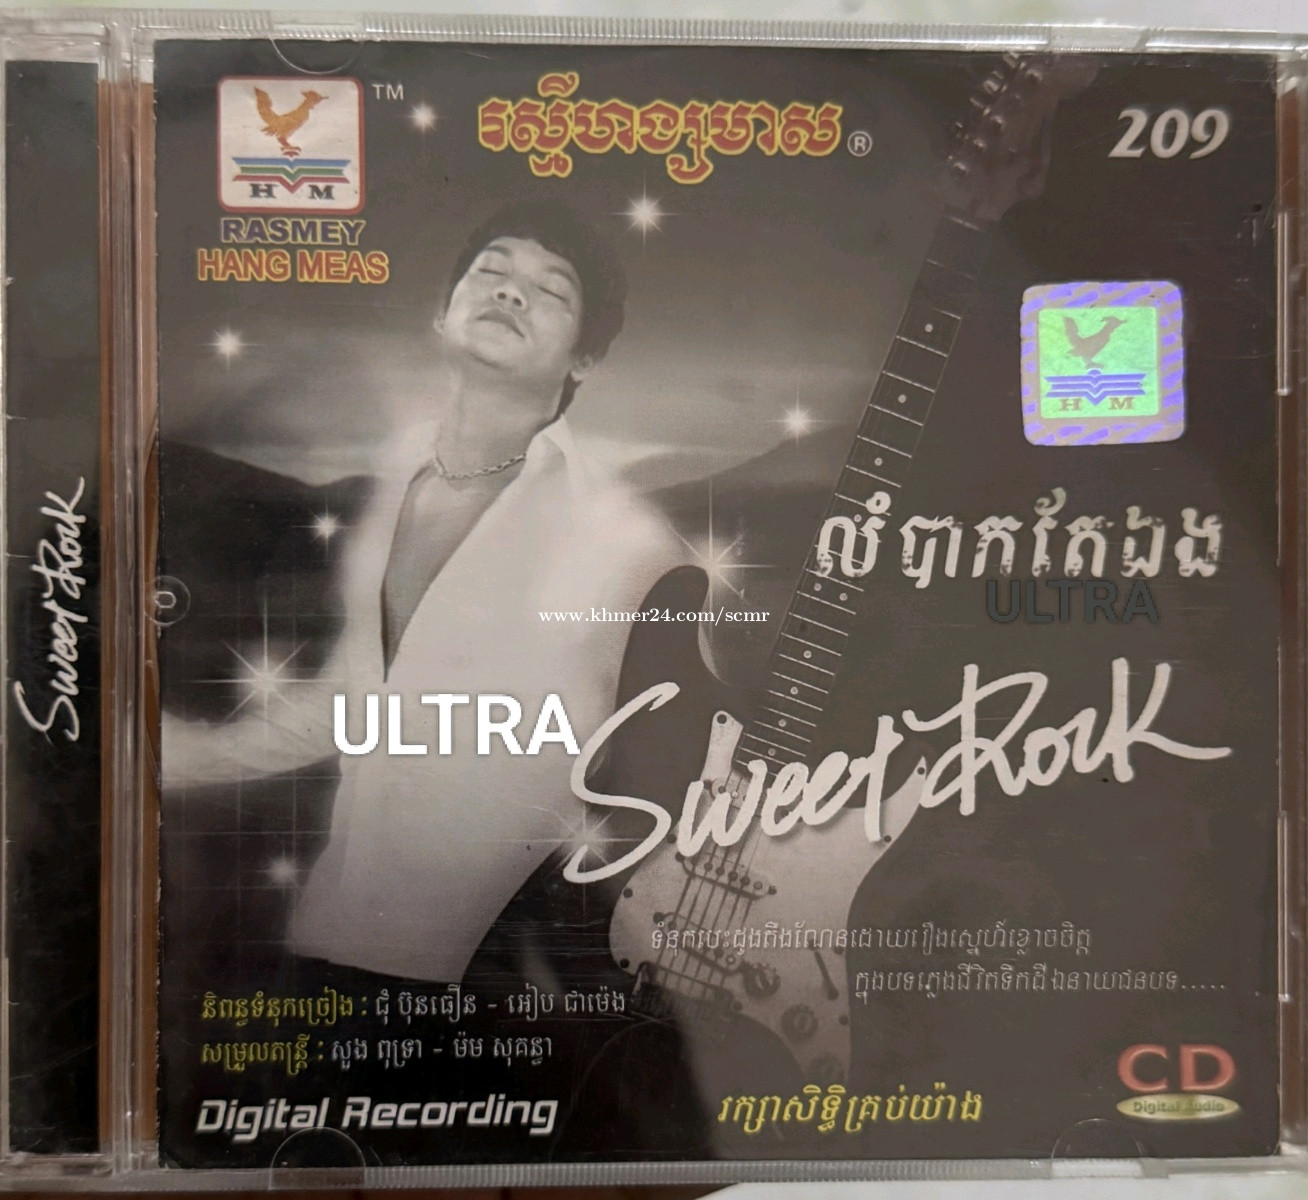 TM
រស្មីហង្សមាស ®
209
H M
RASMEY
HANG MEAS
H M
លំបាកតែឯង
ULTRA
www.khmer24.com/scmr
Sweet Rock
ULTRA
Sweet Rock
ទំនុកបេះដូងតឹងណែនដោយរឿងស្នេហ៍ខ្លោចចិត្ត
ក្នុងបទភ្លេងជីវិតទឹកដីឯនាយជនបទ.....
និពន្ធទំនុកច្រៀង : ជុំ ប៊ុនធឿន - អៀប ជាម៉េង
សម្រួលតន្ត្រី : សួង ពុទ្រា - ម៉ម សុគន្ធា
Digital Recording
រក្សាសិទ្ធិគ្រប់យ៉ាង
CD
Digital Audio